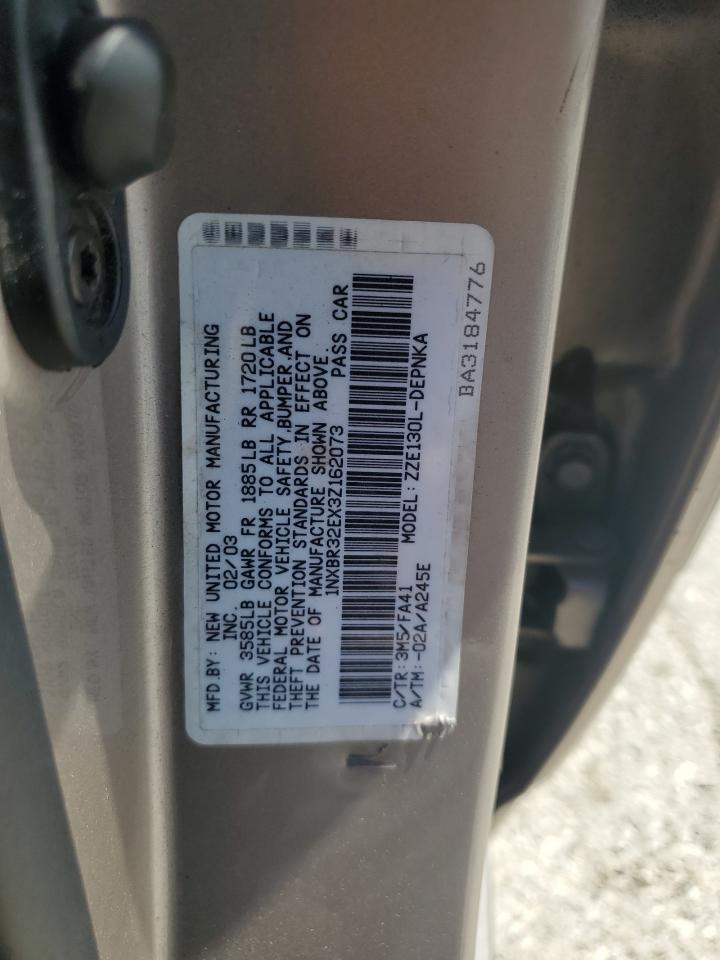 MFD.BY: NEW UNITED MOTOR MANUFACTURING
INC. 02/03
GVWR 3585LB GAWR FR 1885LB RR 1720LB
THIS VEHICLE CONFORMS TO ALL APPLICABLE
FEDERAL MOTOR VEHICLE SAFETY,BUMPER,AND
THEFT PREVENTION STANDARDS IN EFFECT ON
THE DATE OF MANUFACTURE SHOWN ABOVE.
1NXBR32EX3Z162073 PASS CAR
C/TR:3M5/FA41 MODEL:ZZE130L-DEPNKA
A/TM:-02A/A245E
BA3184776